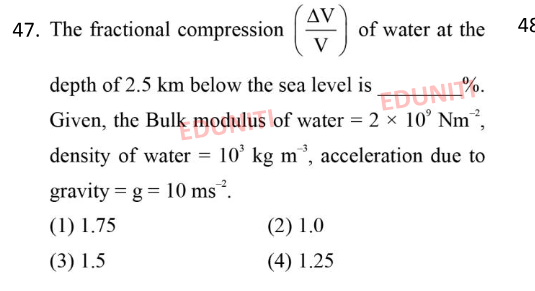 47. The fractional compression (ΔV/V) of water at the
48
depth of 2.5 km below the sea level is ________%.
EDUNITI
Given, the Bulk modulus of water = 2 × 10⁹ Nm⁻²,
EDUNITI
density of water = 10³ kg m⁻³, acceleration due to
gravity = g = 10 ms⁻².
(1) 1.75 (2) 1.0
(3) 1.5 (4) 1.25